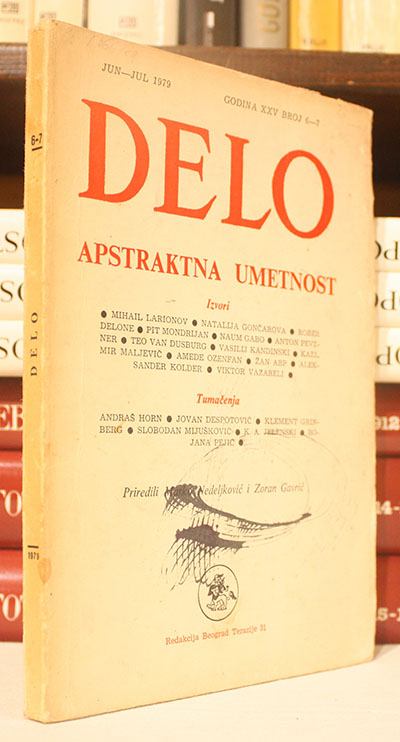 JUN—JUL 1979
GODINA XXV BROJ 6—7
DELO
APSTRAKTNA UMETNOST
Izvori
● MIHAIL LARIONOV ● NATALIJA GONČAROVA ● ROBER
DELONE ● PIT MONDRIJAN ● NAUM GABO ● ANTON PEVZ-
NER ● TEO VAN DUSBURG ● VASILIJ KANDINSKI ● KAZI-
MIR MALJEVIČ ● AMEDE OZENFAN ● ŽAN ARP ● ALEK-
SANDER KOLDER ● VIKTOR VAZARELI ●
Tumačenja
ANDRAŠ HORN ● JOVAN DESPOTOVIĆ ● KLEMENT GRIN-
BERG ● SLOBODAN MIJUŠKOVIĆ ● K. A. JELENSKI ● BO-
JANA PEJIĆ ●
Priredili Marko Nedeljković i Zoran Gavrić
Redakcija Beograd Terazije 31
6-7
DELO
1979